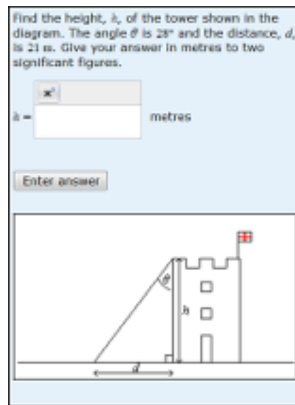 Find the height, h, of the tower shown in the
diagram. The angle θ is 28° and the distance, d,
is 21 m. Give your answer in metres to two
significant figures.
x²
h = metres
Enter answer
θ
h
d